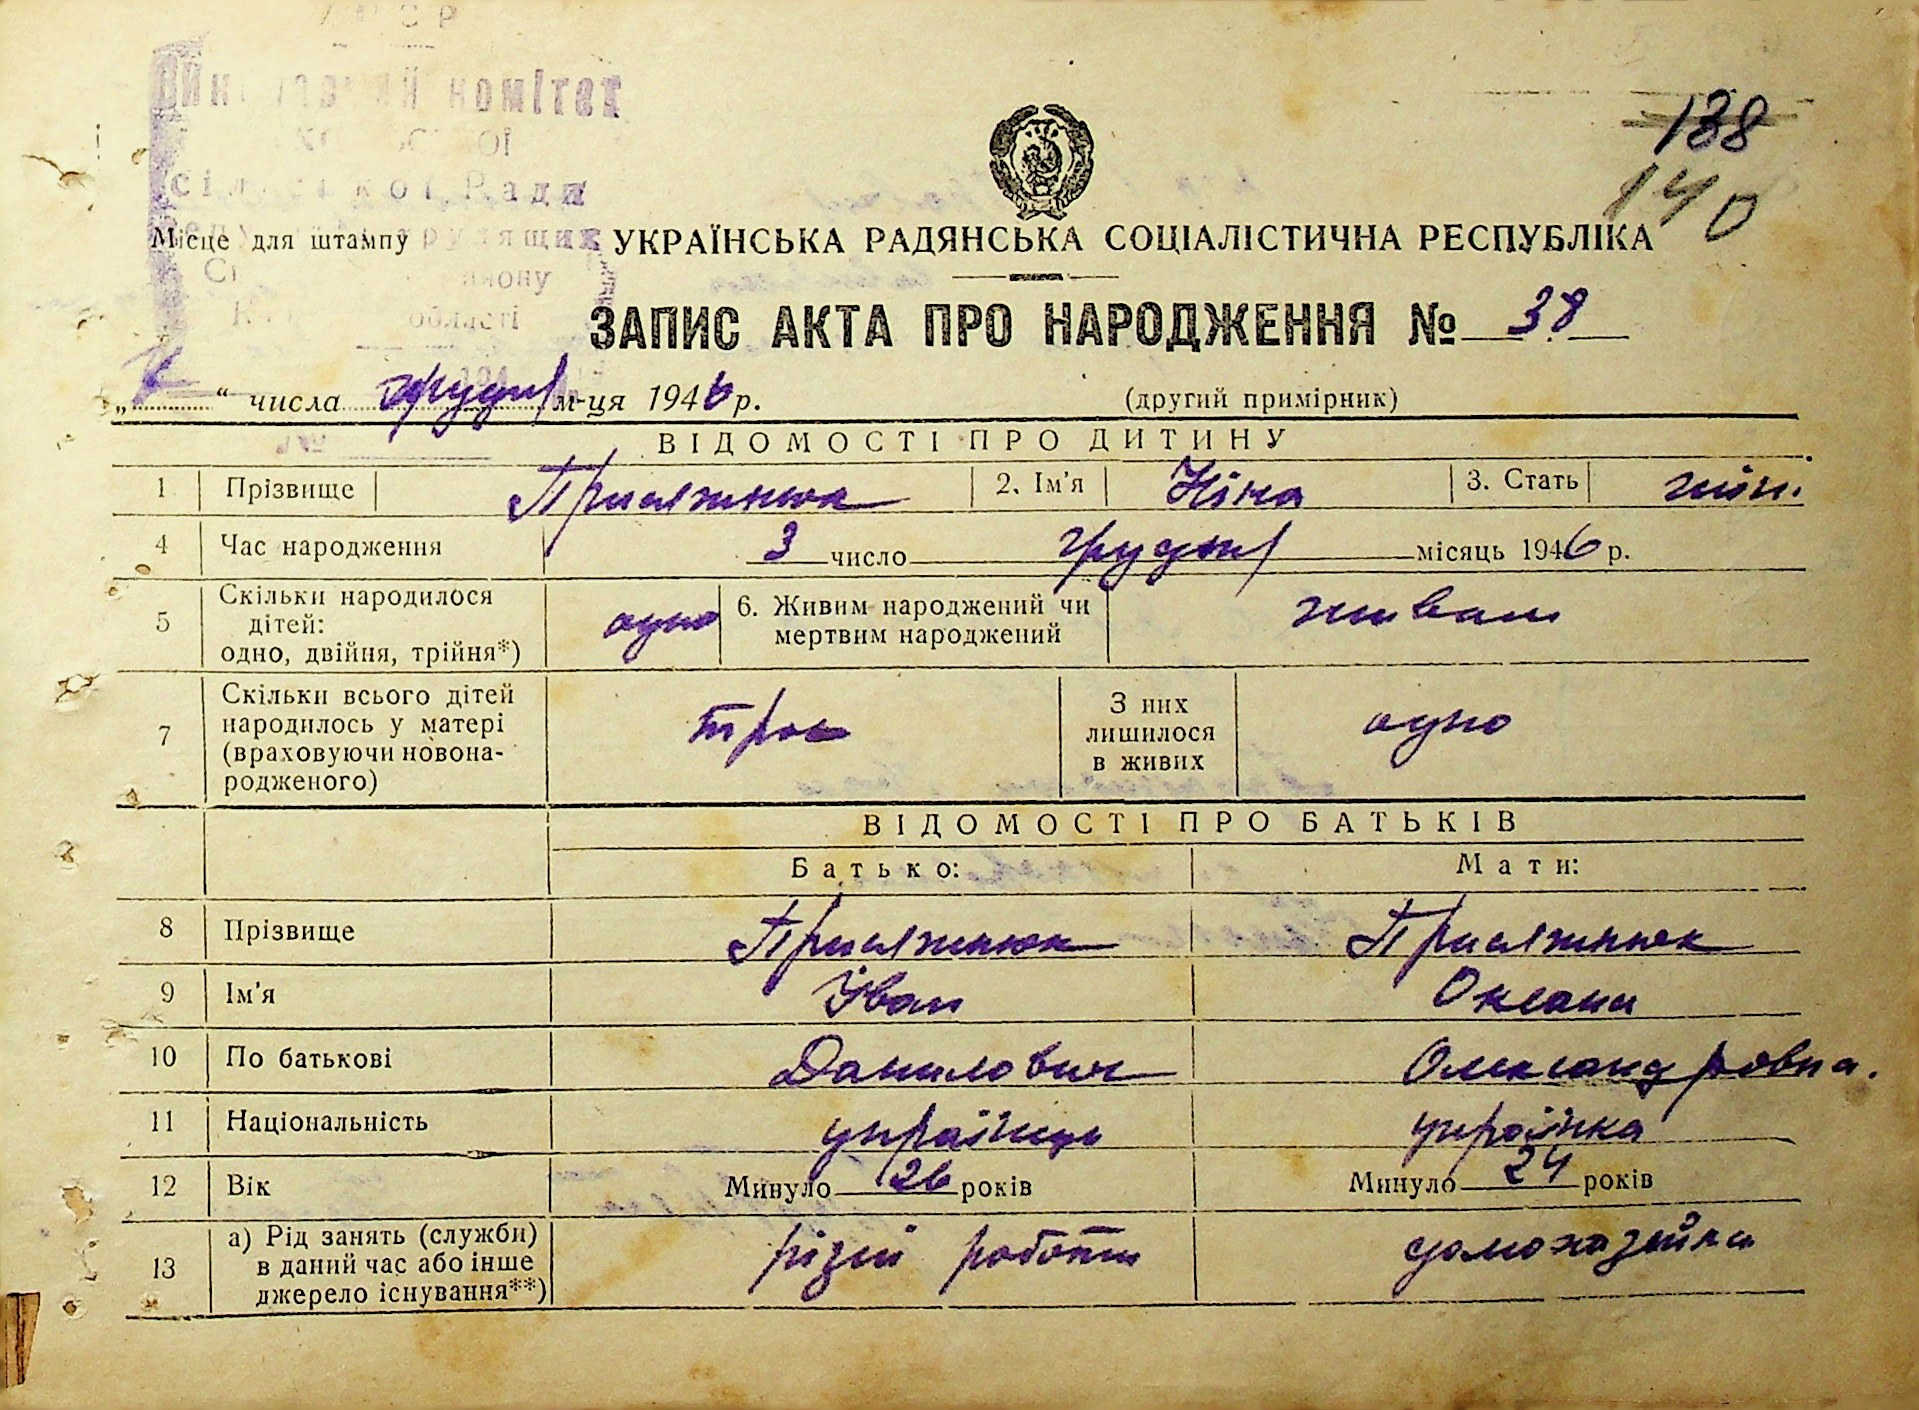 138
140
комітет
Ради
Місце для штампу
області
УКРАЇНСЬКА РАДЯНСЬКА СОЦІАЛІСТИЧНА РЕСПУБЛІКА
ЗАПИС АКТА ПРО НАРОДЖЕННЯ № 38
„ “ числа грудня м-ця 1946 р. (другий примірник)
ВІДОМОСТІ ПРО ДИТИНУ
1 Прізвище Присяжнюк 2. Ім'я Ніна 3. Стать жін.
4 Час народження 3 число грудня місяць 1946 р.
5 Скільки народилося дітей: одно, двійня, трійня*) одно 6. Живим народжений чи мертвим народжений живим
7 Скільки всього дітей народилось у матері (враховуючи новонародженого) троє З них лишилося в живих одно
ВІДОМОСТІ ПРО БАТЬКІВ
Батько: Мати:
8 Прізвище Присяжнюк Присяжнюк
9 Ім'я Іван Оксана
10 По батькові Данилович Олександровна.
11 Національність українець українка
12 Вік Минуло 26 років Минуло 24 років
13 а) Рід занять (служби) в даний час або інше джерело існування**) різні роботи домохазяйка